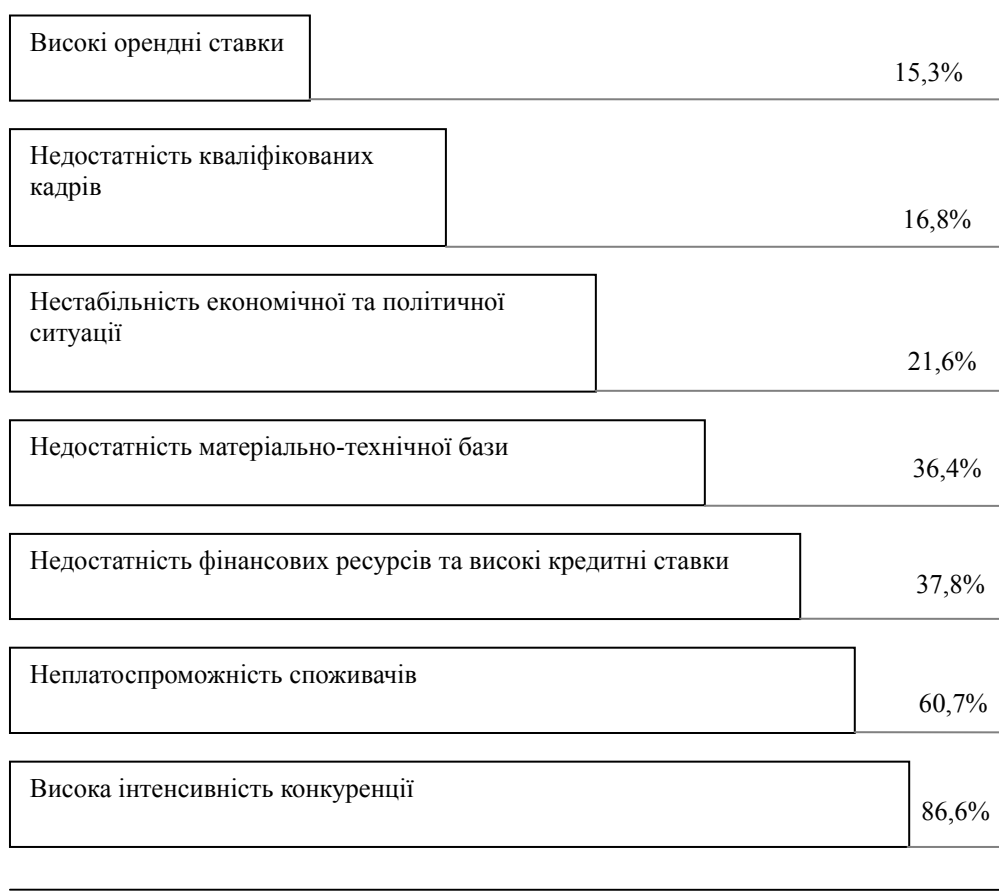 Високі орендні ставки
15,3%
Недостатність кваліфікованих
кадрів
16,8%
Нестабільність економічної та політичної
ситуації
21,6%
Недостатність матеріально-технічної бази
36,4%
Недостатність фінансових ресурсів та високі кредитні ставки
37,8%
Неплатоспроможність споживачів
60,7%
Висока інтенсивність конкуренції
86,6%